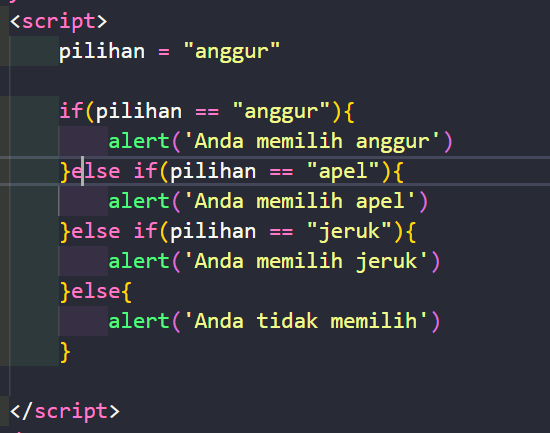 <script>
pilihan = "anggur"
if(pilihan == "anggur"){
alert('Anda memilih anggur')
}else if(pilihan == "apel"){
alert('Anda memilih apel')
}else if(pilihan == "jeruk"){
alert('Anda memilih jeruk')
}else{
alert('Anda tidak memilih')
}
</script>